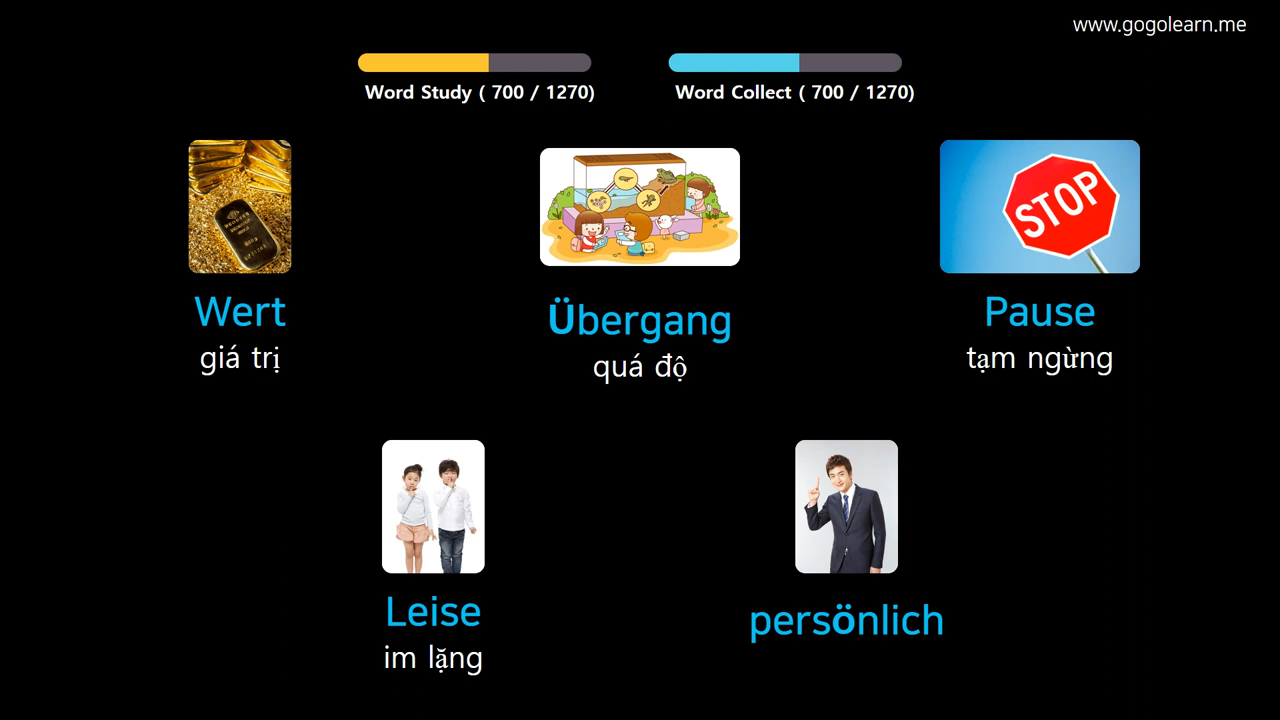 www.gogolearn.me
Word Study ( 700 / 1270)
Word Collect ( 700 / 1270)
STOP
Wert
giá trị
Übergang
quá độ
Pause
tạm ngừng
Leise
im lặng
persönlich